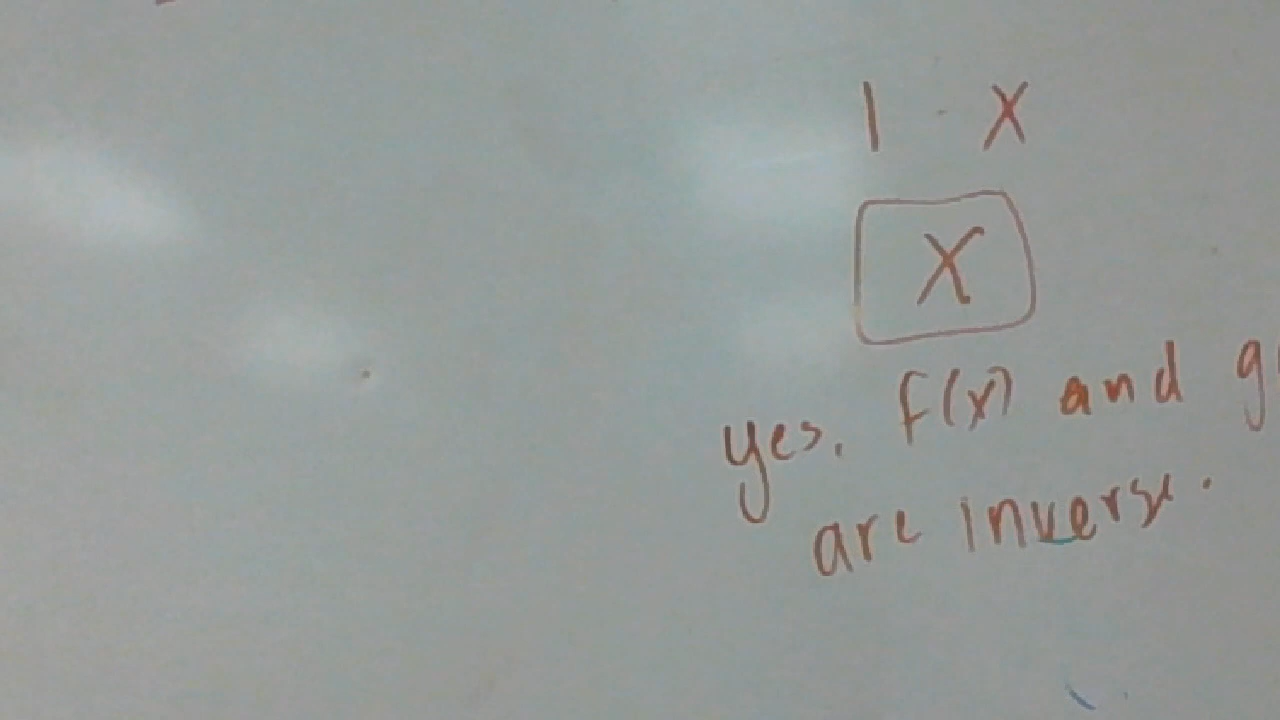 1 · X
X
yes. f(x) and g
are inverse.